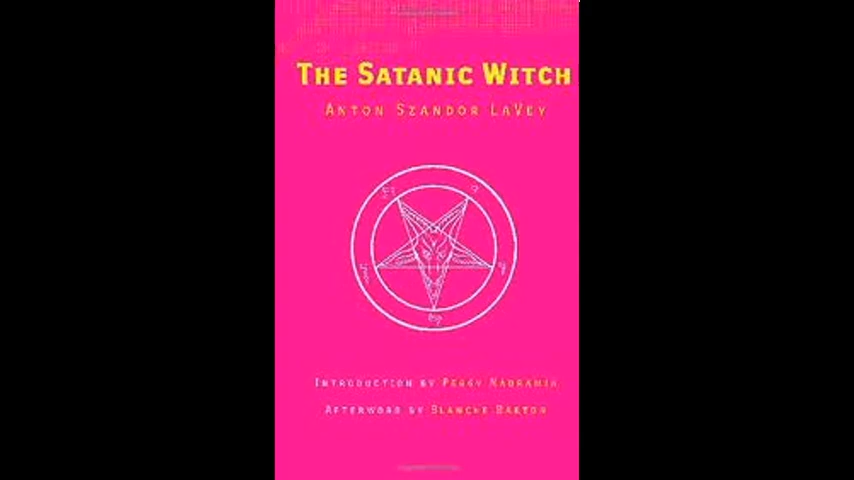 THE SATANIC WITCH
ANTON SZANDOR LAVEY
INTRODUCTION BY PEGGY NADRAMIA
AFTERWORD BY BLANCHE BARTON